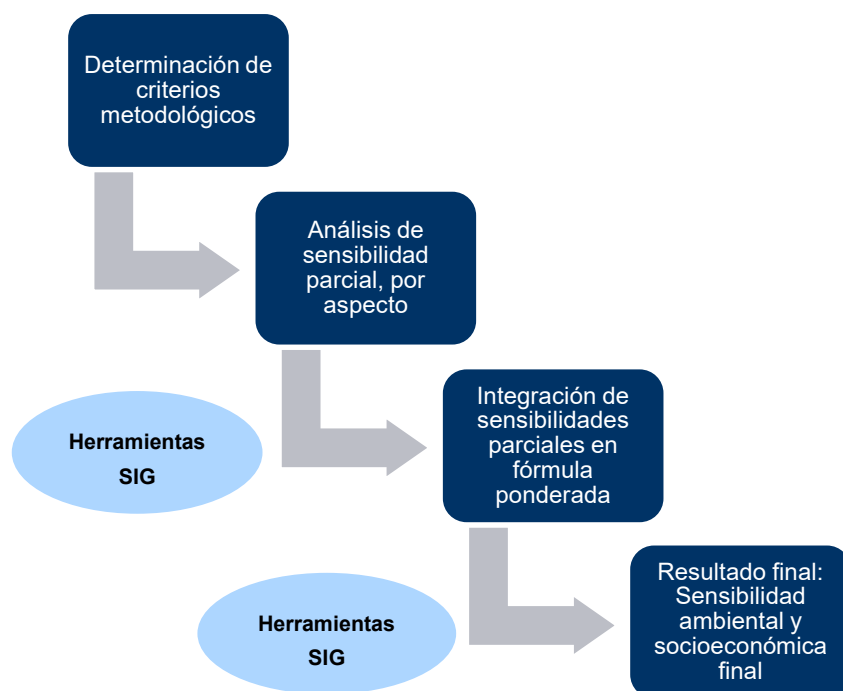 Determinación de
criterios
metodológicos
Análisis de
sensibilidad
parcial, por
aspecto
Herramientas
SIG
Integración de
sensibilidades
parciales en
fórmula
ponderada
Herramientas
SIG
Resultado final:
Sensibilidad
ambiental y
socioeconómica
final